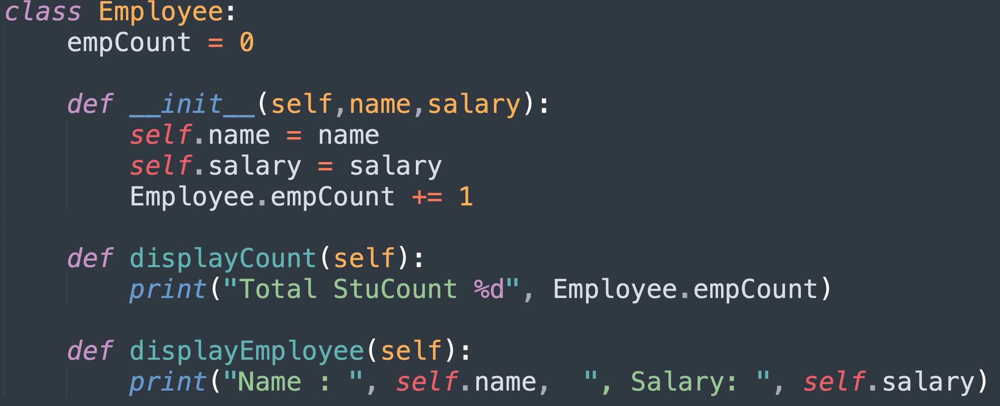 class Employee:
    empCount = 0

    def __init__(self,name,salary):
        self.name = name
        self.salary = salary
        Employee.empCount += 1

    def displayCount(self):
        print("Total StuCount %d", Employee.empCount)

    def displayEmployee(self):
        print("Name : ", self.name,  ", Salary: ", self.salary)